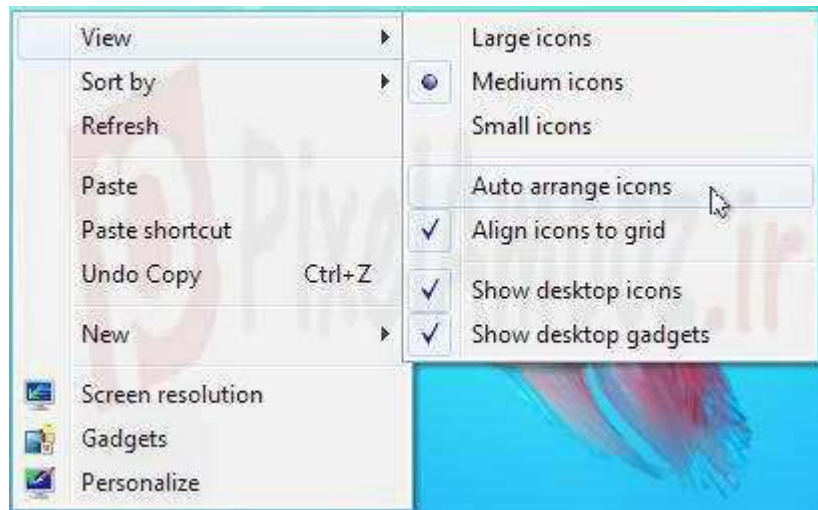 View
Sort by
Refresh
Paste
Paste shortcut
Undo Copy Ctrl+Z
New
Screen resolution
Gadgets
Personalize
Large icons
Medium icons
Small icons
Auto arrange icons
Align icons to grid
Show desktop icons
Show desktop gadgets